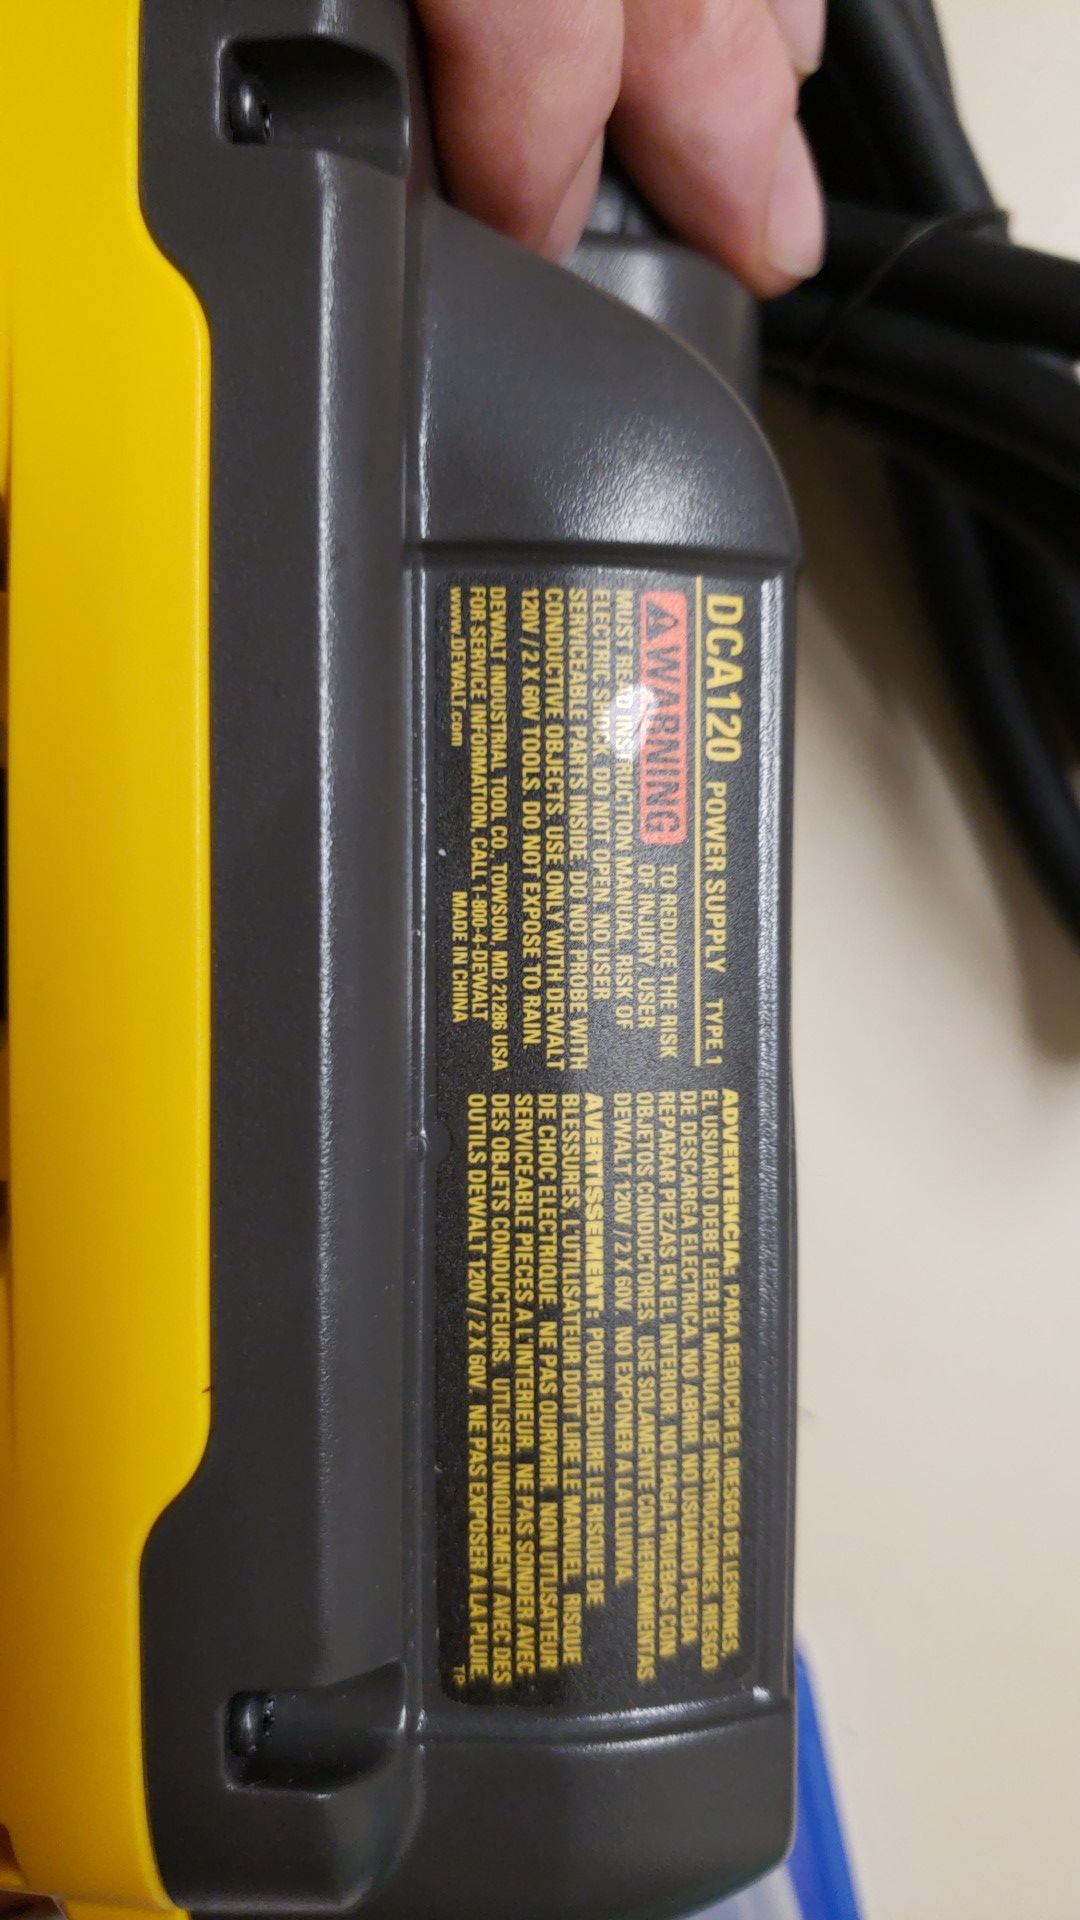 DCA120 POWER SUPPLY TYPE 1
⚠WARNING TO REDUCE THE RISK
OF INJURY, USER
MUST READ INSTRUCTION MANUAL. RISK OF
ELECTRIC SHOCK. DO NOT OPEN. NO USER
SERVICEABLE PARTS INSIDE. DO NOT PROBE WITH
CONDUCTIVE OBJECTS. USE ONLY WITH DEWALT
120V / 2 X 60V TOOLS. DO NOT EXPOSE TO RAIN.
DEWALT INDUSTRIAL TOOL CO., TOWSON, MD 21286 USA
FOR SERVICE INFORMATION, CALL 1-800-4-DEWALT
www.DEWALT.com MADE IN CHINA
ADVERTENCIA: PARA REDUCIR EL RIESGO DE LESIONES,
EL USUARIO DEBE LEER EL MANUAL DE INSTRUCCIONES. RIESGO
DE DESCARGA ELECTRICA. NO ABRIR. NO USUARIO PUEDA
REPARAR PIEZAS EN EL INTERIOR. NO HAGA PRUEBAS CON
OBJETOS CONDUCTORES. USE SOLAMENTE CON HERRAMIENTAS
DEWALT 120V / 2 X 60V. NO EXPONER A LA LLUVIA.
AVERTISSEMENT: POUR REDUIRE LE RISQUE DE
BLESSURES, L'UTILISATEUR DOIT LIRE LE MANUEL. RISQUE
DE CHOC ELECTRIQUE. NE PAS OURVRIR. NON UTILISATEUR
SERVICEABLE PIECES A L'INTERIEUR. NE PAS SONDER AVEC
DES OBJETS CONDUCTEURS. UTLISER UNIQUEMENT AVEC DES
OUTILS DEWALT 120V / 2 X 60V. NE PAS EXPOSER A LA PLUIE.
TP